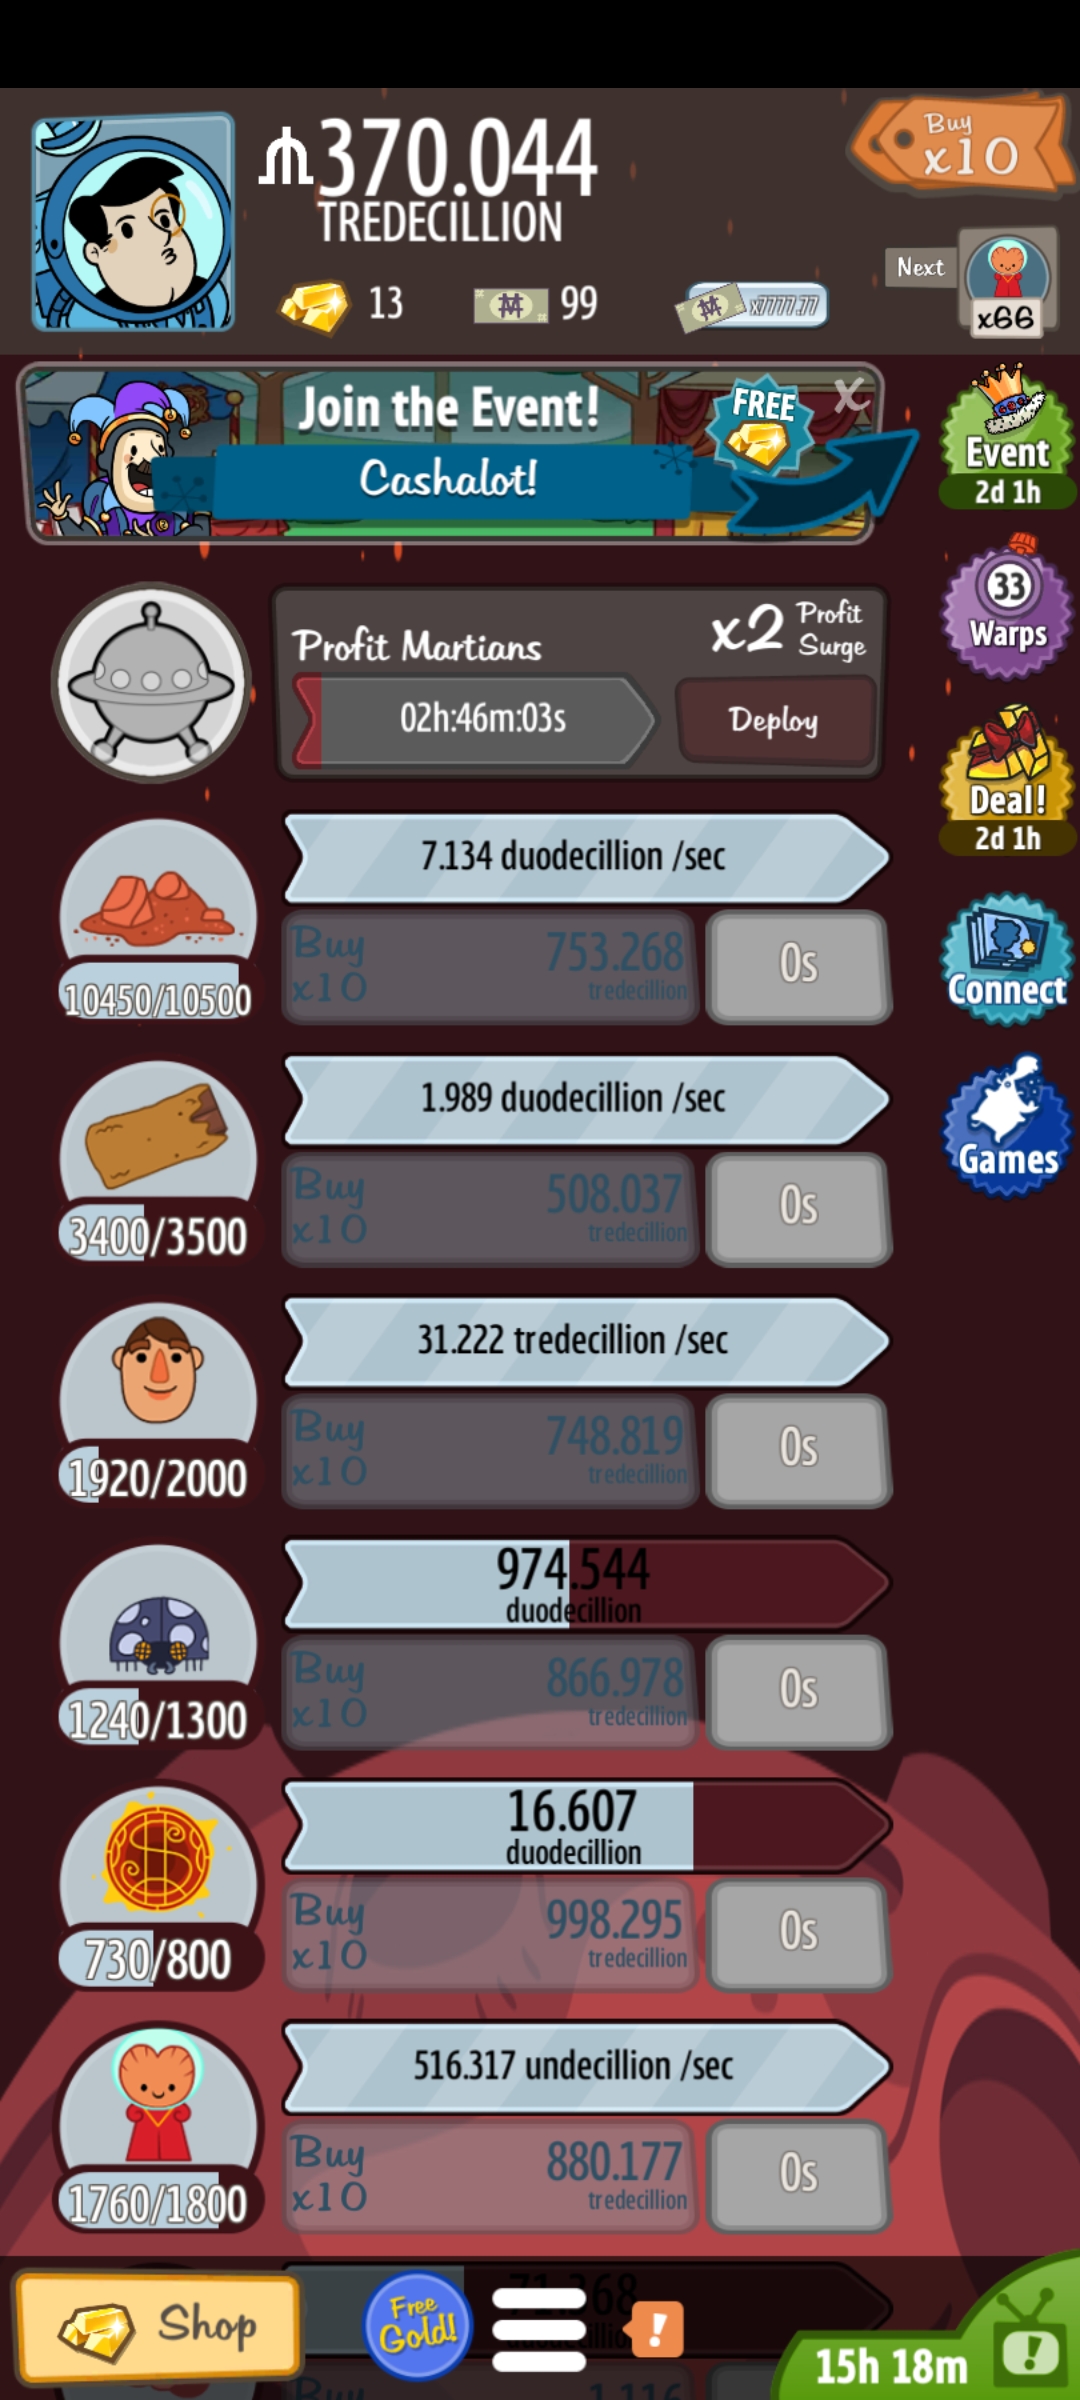 370.044
TREDECILLION
Buy
x10
13
99
x7777.77
Next
x66
Join the Event!
Cashalot!
FREE
X
Event
2d 1h
33
Warps
Profit Martians
x2 Profit
Surge
02h:46m:03s
Deploy
Deal!
2d 1h
7.134 duodecillion /sec
10450/10500
Buy
x10
753.268
tredecillion
0s
Connect
1.989 duodecillion /sec
3400/3500
Buy
x10
508.037
tredecillion
0s
Games
31.222 tredecillion /sec
1920/2000
Buy
x10
748.819
tredecillion
0s
974.544
duodecillion
1240/1300
Buy
x10
866.978
tredecillion
0s
16.607
duodecillion
730/800
Buy
x10
998.295
tredecillion
0s
516.317 undecillion /sec
1760/1800
Buy
x10
880.177
tredecillion
0s
Shop
Free
Gold!
!
15h 18m
!
Buy
1.116